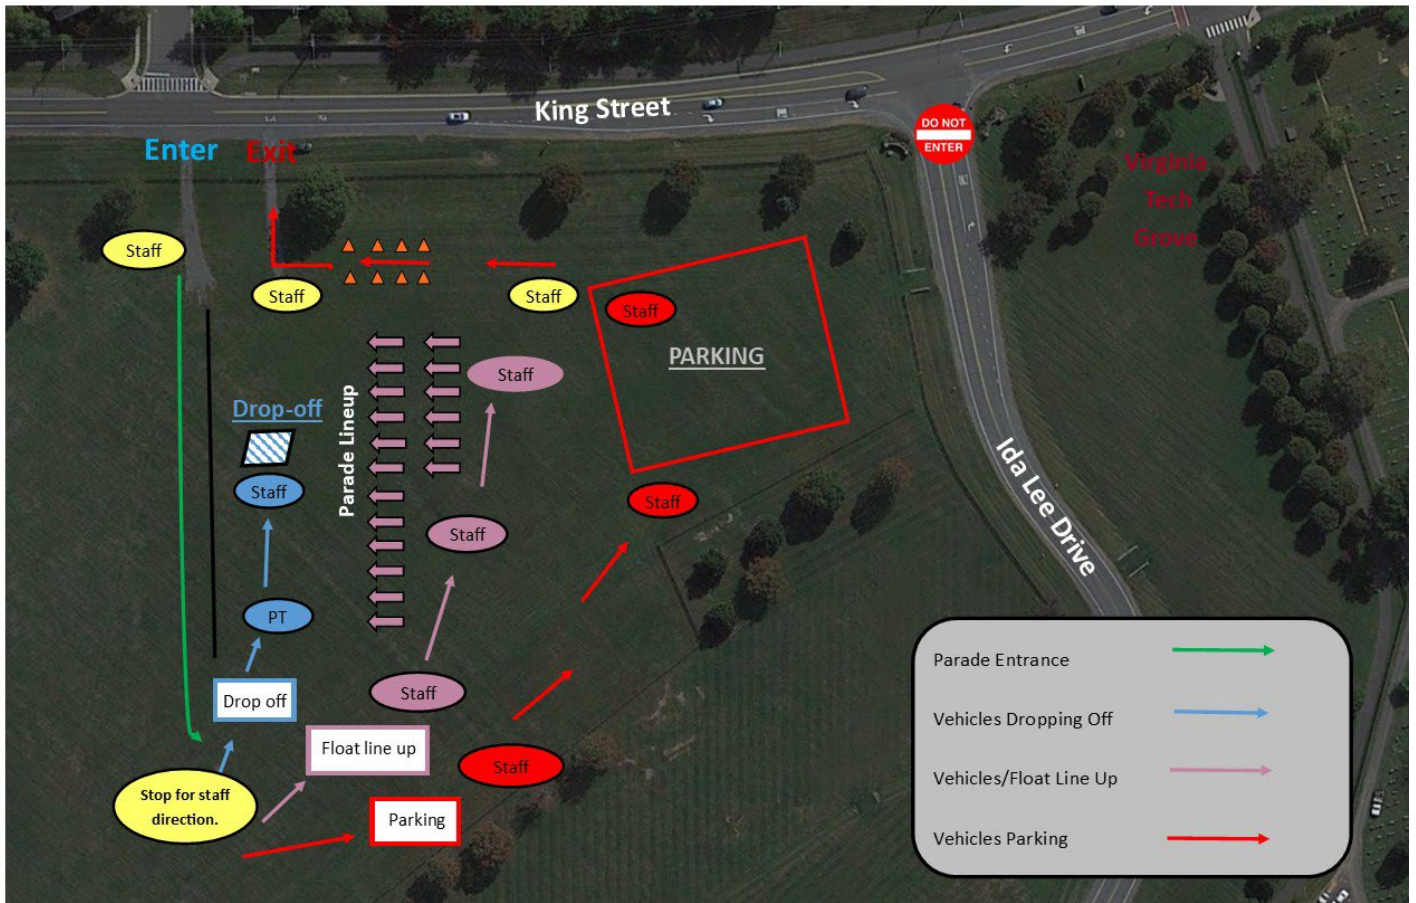 King Street
DO NOT
ENTER
Enter
Exit
Virginia
Tech
Grove
Staff
Staff
Staff
Staff
PARKING
Staff
Drop-off
Parade Lineup
Staff
Staff
Staff
Ida Lee Drive
PT
Staff
Drop off
Float line up
Staff
Stop for staff
direction.
Parking
Parade Entrance
Vehicles Dropping Off
Vehicles/Float Line Up
Vehicles Parking